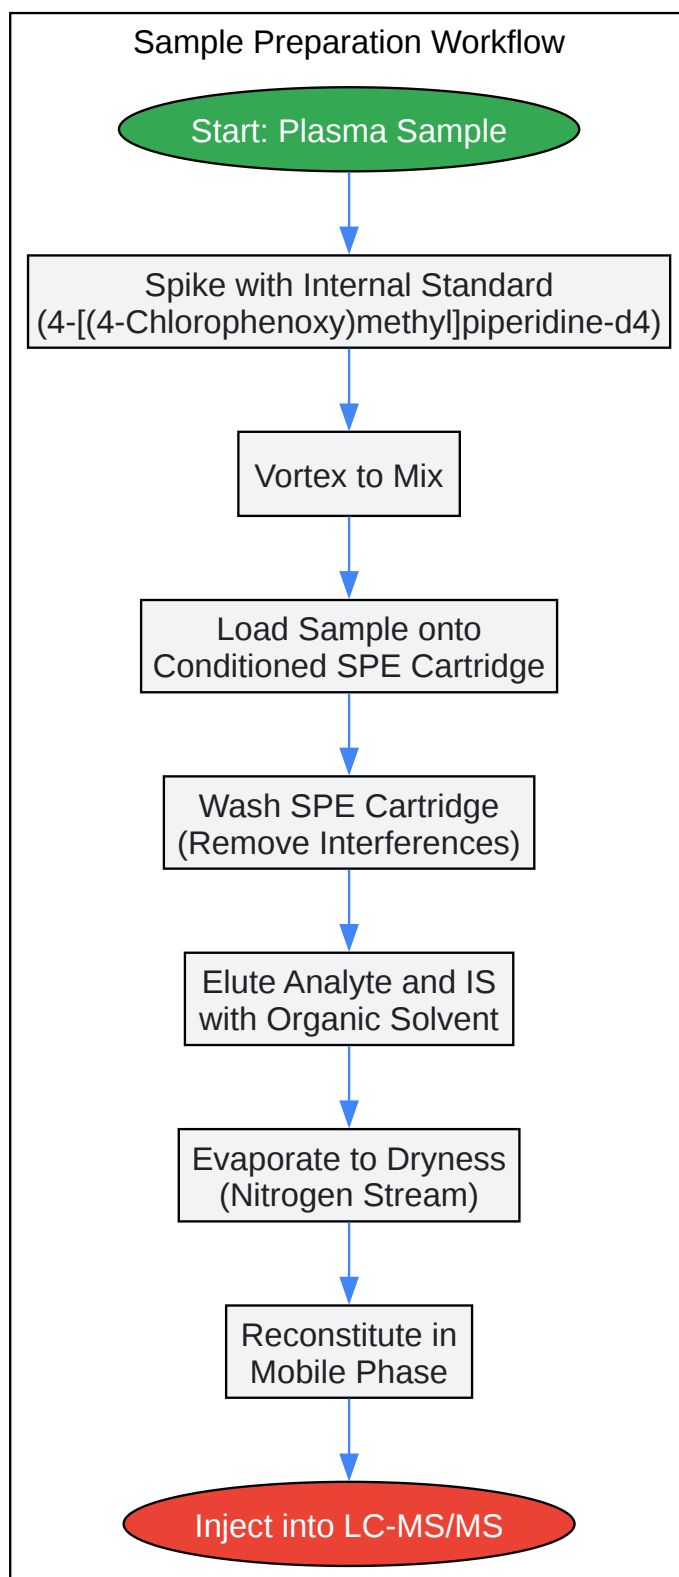 Sample Preparation Workflow
Start: Plasma Sample
Spike with Internal Standard
(4-[(4-Chlorophenoxy)methyl]piperidine-d4)
Vortex to Mix
Load Sample onto
Conditioned SPE Cartridge
Wash SPE Cartridge
(Remove Interferences)
Elute Analyte and IS
with Organic Solvent
Evaporate to Dryness
(Nitrogen Stream)
Reconstitute in
Mobile Phase
Inject into LC-MS/MS